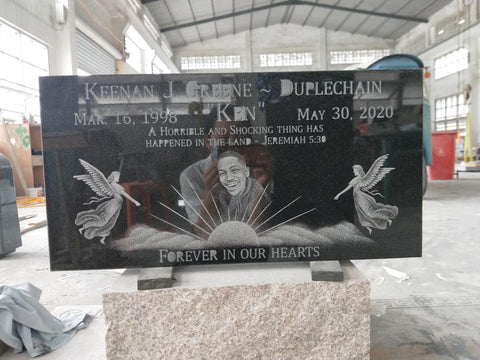 Keenan J. Greene ~ Duplechain
Mar. 16, 1998 "Ken" May 30, 2020
A Horrible and Shocking thing has
happened in the land - Jeremiah 5:30
Forever in our hearts